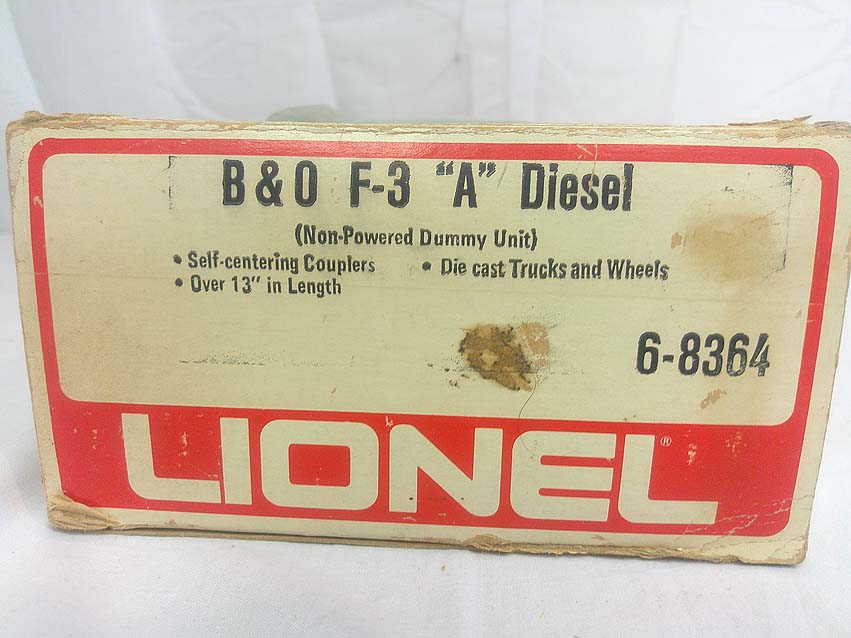 B & O F-3 "A" Diesel
(Non-Powered Dummy Unit)
• Self-centering Couplers • Die cast Trucks and Wheels
• Over 13" in Length
6-8364
LIONEL®